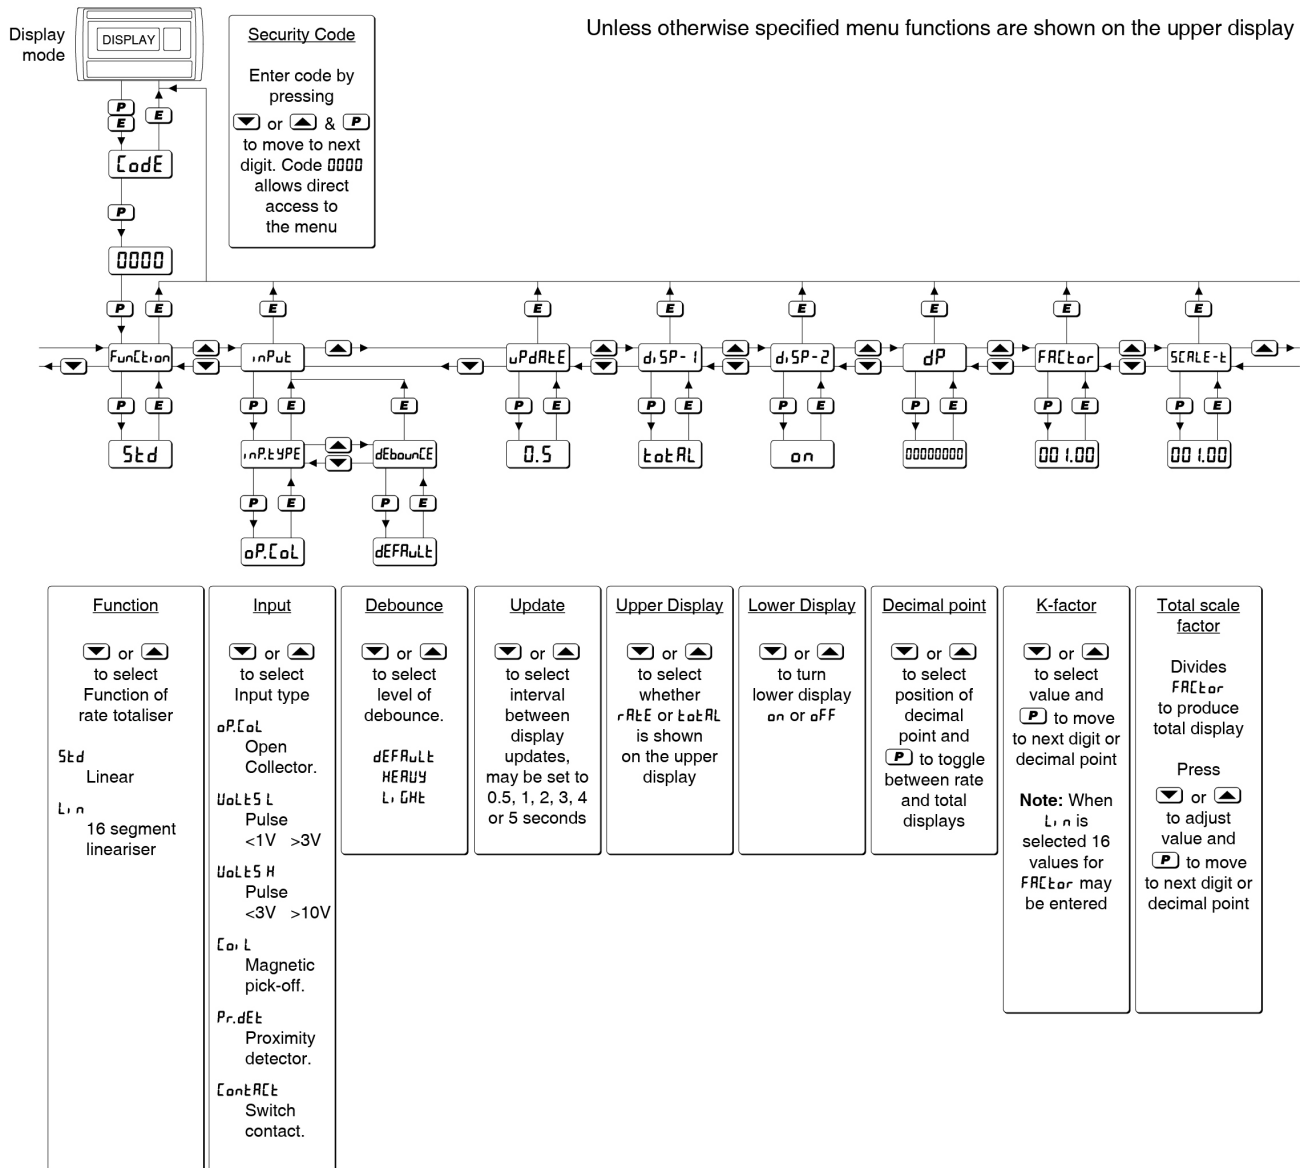 Display
mode
DISPLAY
Unless otherwise specified menu functions are shown on the upper display
Security Code
Enter code by
pressing
or & P
to move to next
digit. Code 0000
allows direct
access to
the menu
P
E
E
CodE
P
0000
P E E E E E E E E
FunCtion inPut uPdAtE diSP-1 diSP-2 dP FACtor SCALE-t
P E P E E P E P E P E P E P E P E
Std inP.tYPE dEbounCE 0.5 totAL on 00000000 001.00 001.00
P E P E
oP.CoL dEFAuLt
Function
or
to select
Function of
rate totaliser
Std
Linear
Lin
16 segment
lineariser
Input
or
to select
Input type
oP.CoL
Open
Collector.
VoLtS L
Pulse
<1V >3V
VoLtS H
Pulse
<3V >10V
CoiL
Magnetic
pick-off.
Pr.dEt
Proximity
detector.
ContACt
Switch
contact.
Debounce
or
to select
level of
debounce.
dEFAuLt
HEAVY
LiGHt
Update
or
to select
interval
between
display
updates,
may be set to
0.5, 1, 2, 3, 4
or 5 seconds
Upper Display
or
to select
whether
rAtE or totAL
is shown
on the upper
display
Lower Display
or
to turn
lower display
on or oFF
Decimal point
or
to select
position of
decimal
point and
P to toggle
between rate
and total
displays
K-factor
or
to select
value and
P to move
to next digit or
decimal point
Note: When
Lin is
selected 16
values for
FACtor may
be entered
Total scale
factor
Divides
FACtor
to produce
total display
Press
or
to adjust
value and
P to move
to next digit or
decimal point